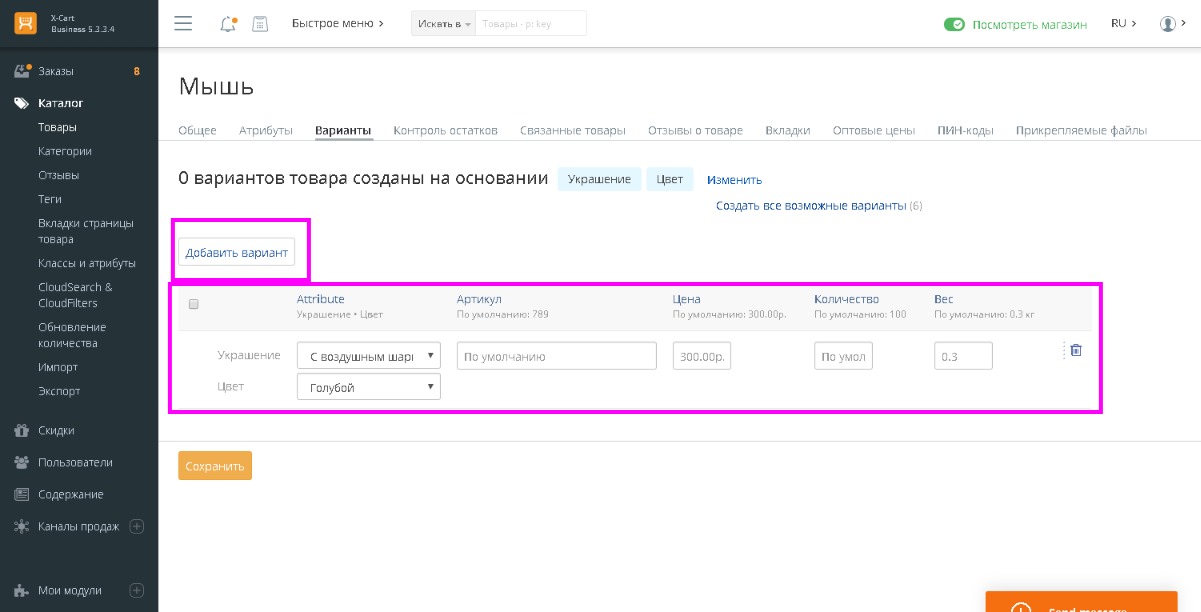 X-Cart
Business 5.3.3.4
Быстрое меню
Искать в
Товары - p: key
Посмотреть магазин
RU
Заказы
8
Каталог
Товары
Категории
Отзывы
Теги
Вкладки страницы
товара
Классы и атрибуты
CloudSearch &
CloudFilters
Обновление
количества
Импорт
Экспорт
Скидки
Пользователи
Содержание
Каналы продаж
Мои модули
Мышь
Общее Атрибуты Варианты Контроль остатков Связанные товары Отзывы о товаре Вкладки Оптовые цены ПИН-коды Прикрепляемые файлы
0 вариантов товара созданы на основании Украшение Цвет Изменить
Создать все возможные варианты (6)
Добавить вариант
Attribute Артикул Цена Количество Вес
Украшение • Цвет По умолчанию: 789 По умолчанию: 300.00р. По умолчанию: 100 По умолчанию: 0.3 кг
Украшение С воздушным шар По умолчанию 300.00р. По умол 0.3
Цвет Голубой
Сохранить
Send message